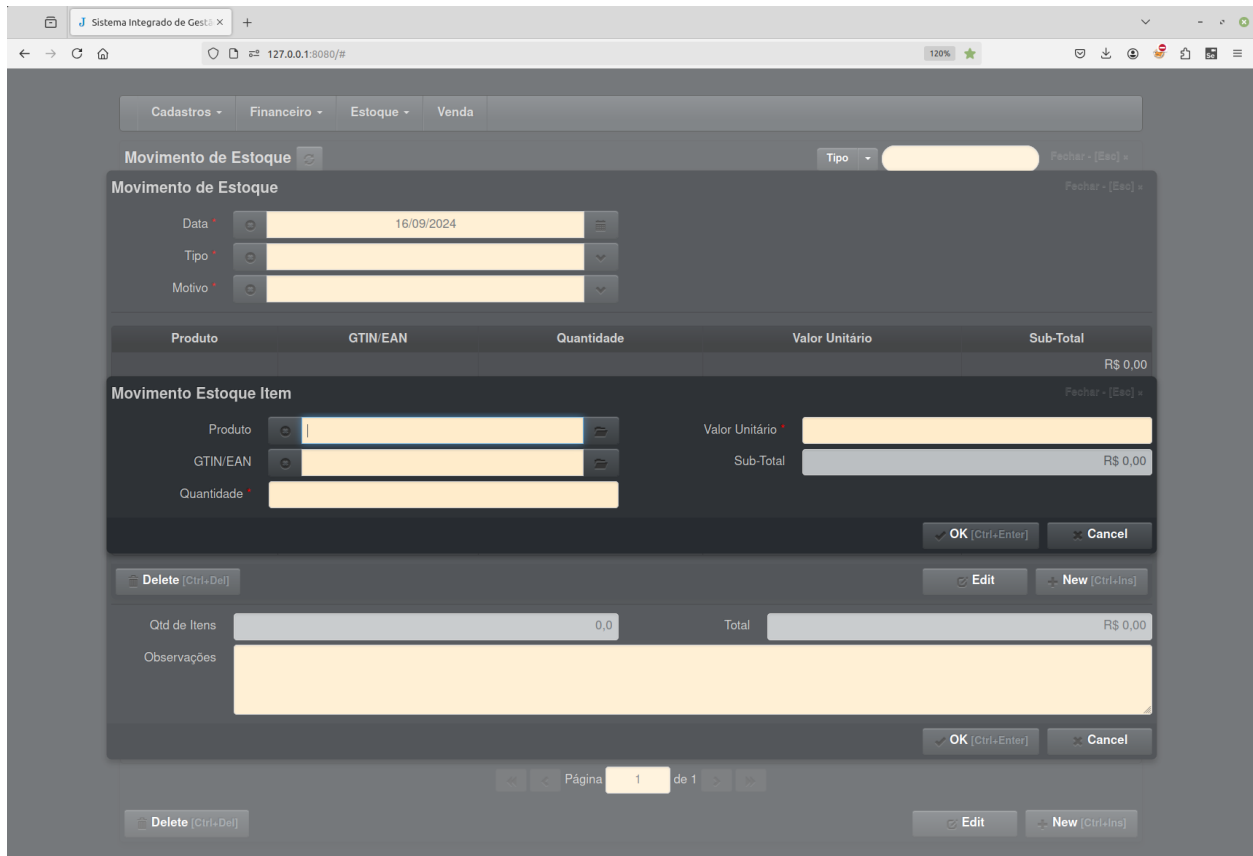 Sistema Integrado de Gestã
127.0.0.1:8080/#
120%
Cadastros
Financeiro
Estoque
Venda
Movimento de Estoque
Tipo
Fechar - [Esc] ×
Movimento de Estoque
Fechar - [Esc] ×
Data *
16/09/2024
Tipo *
Motivo *
Produto GTIN/EAN Quantidade Valor Unitário Sub-Total
R$ 0,00
Movimento Estoque Item
Fechar - [Esc] ×
Produto
Valor Unitário *
GTIN/EAN
Sub-Total R$ 0,00
Quantidade *
OK [Ctrl+Enter] Cancel
Delete [Ctrl+Del] Edit New [Ctrl+Ins]
Qtd de Itens 0,0 Total R$ 0,00
Observações
OK [Ctrl+Enter] Cancel
Página 1 de 1
Delete [Ctrl+Del] Edit New [Ctrl+Ins]